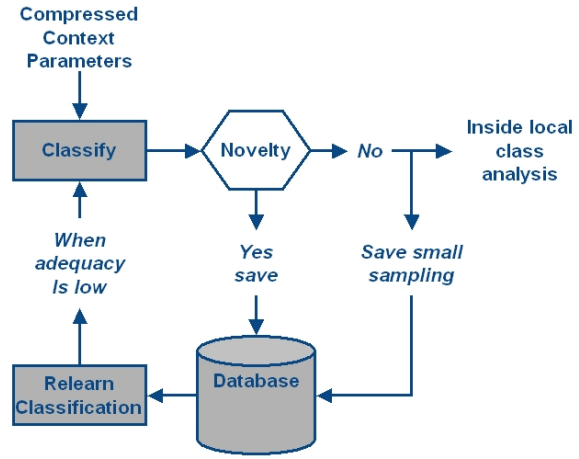 Compressed
Context
Parameters
Classify
Novelty
No
Inside local
class
analysis
When
adequacy
Is low
Yes
save
Save small
sampling
Relearn
Classification
Database